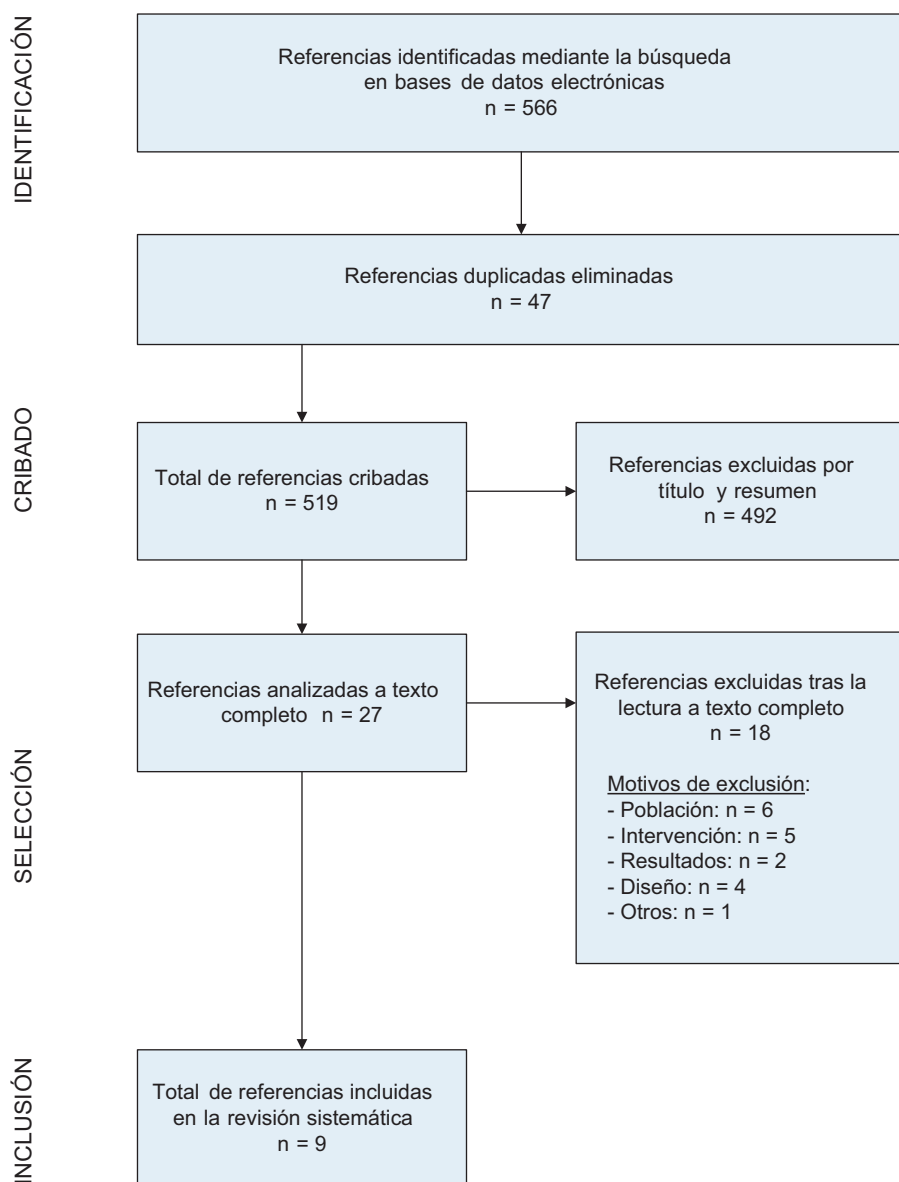 IDENTIFICACIÓN
Referencias identificadas mediante la búsqueda
en bases de datos electrónicas
n = 566
Referencias duplicadas eliminadas
n = 47
CRIBADO
Total de referencias cribadas
n = 519
Referencias excluidas por
título y resumen
n = 492
SELECCIÓN
Referencias analizadas a texto
completo n = 27
Referencias excluidas tras la
lectura a texto completo
n = 18
Motivos de exclusión:
- Población: n = 6
- Intervención: n = 5
- Resultados: n = 2
- Diseño: n = 4
- Otros: n = 1
INCLUSIÓN
Total de referencias incluidas
en la revisión sistemática
n = 9